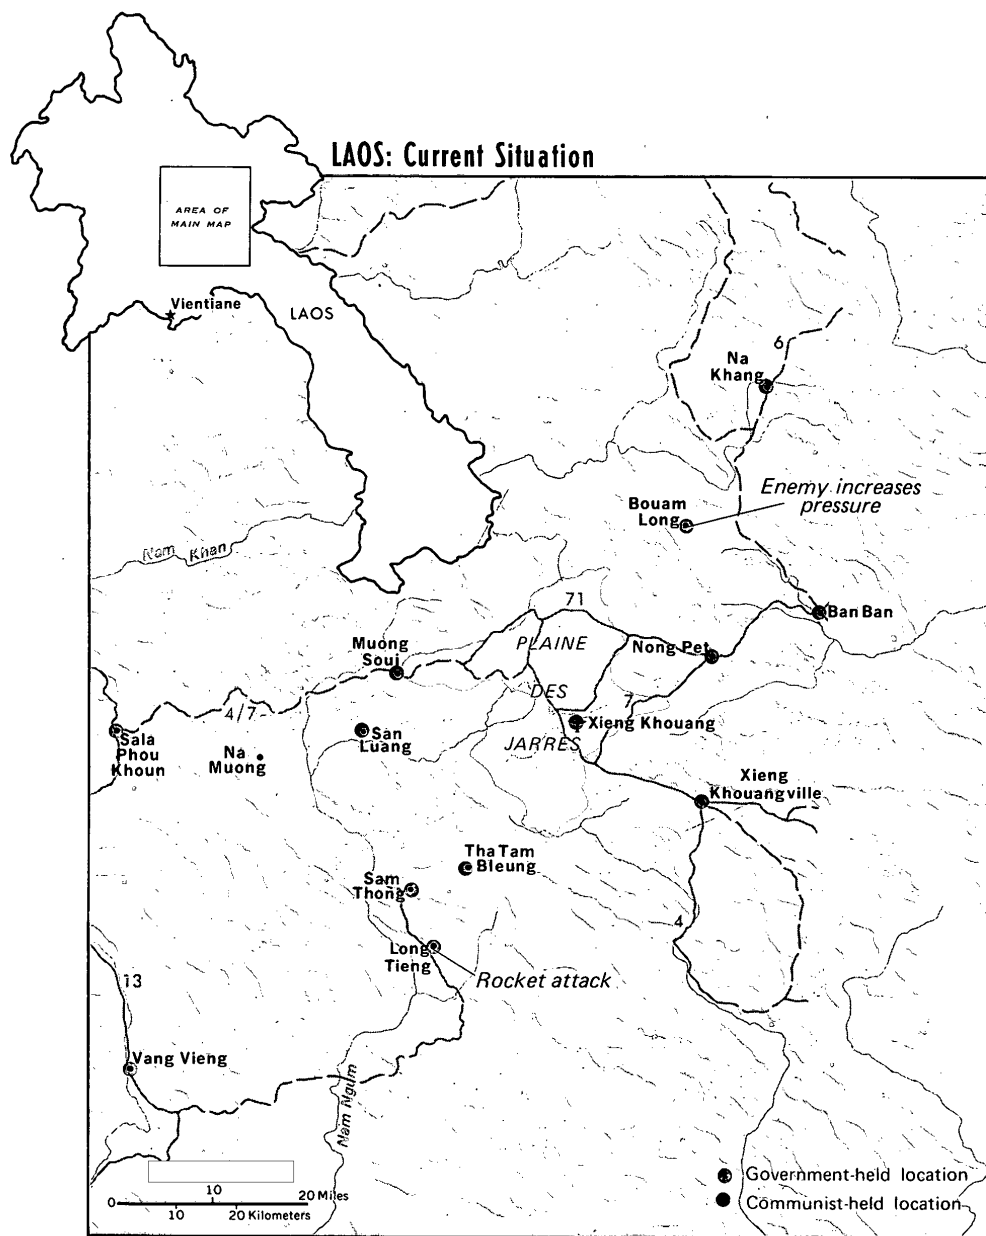 LAOS: Current Situation
AREA OF
MAIN MAP
Vientiane
LAOS
6
Na
Khang
Enemy increases
pressure
Bouam
Long
Nam Khan
71
Ban Ban
PLAINE
Muong
Soui
Nong Pet
DES
7
4/7
Xieng Khouang
San
Luang
Sala
Phou
Khoun
Na
Muong
JARRES
Xieng
Khouangville
Tha Tam
Bleung
Sam
Thong
4
Long
Tieng
Rocket attack
13
Vang Vieng
Nam Ngum
Government-held location
Communist-held location
0 10 20 Miles
10 20 Kilometers